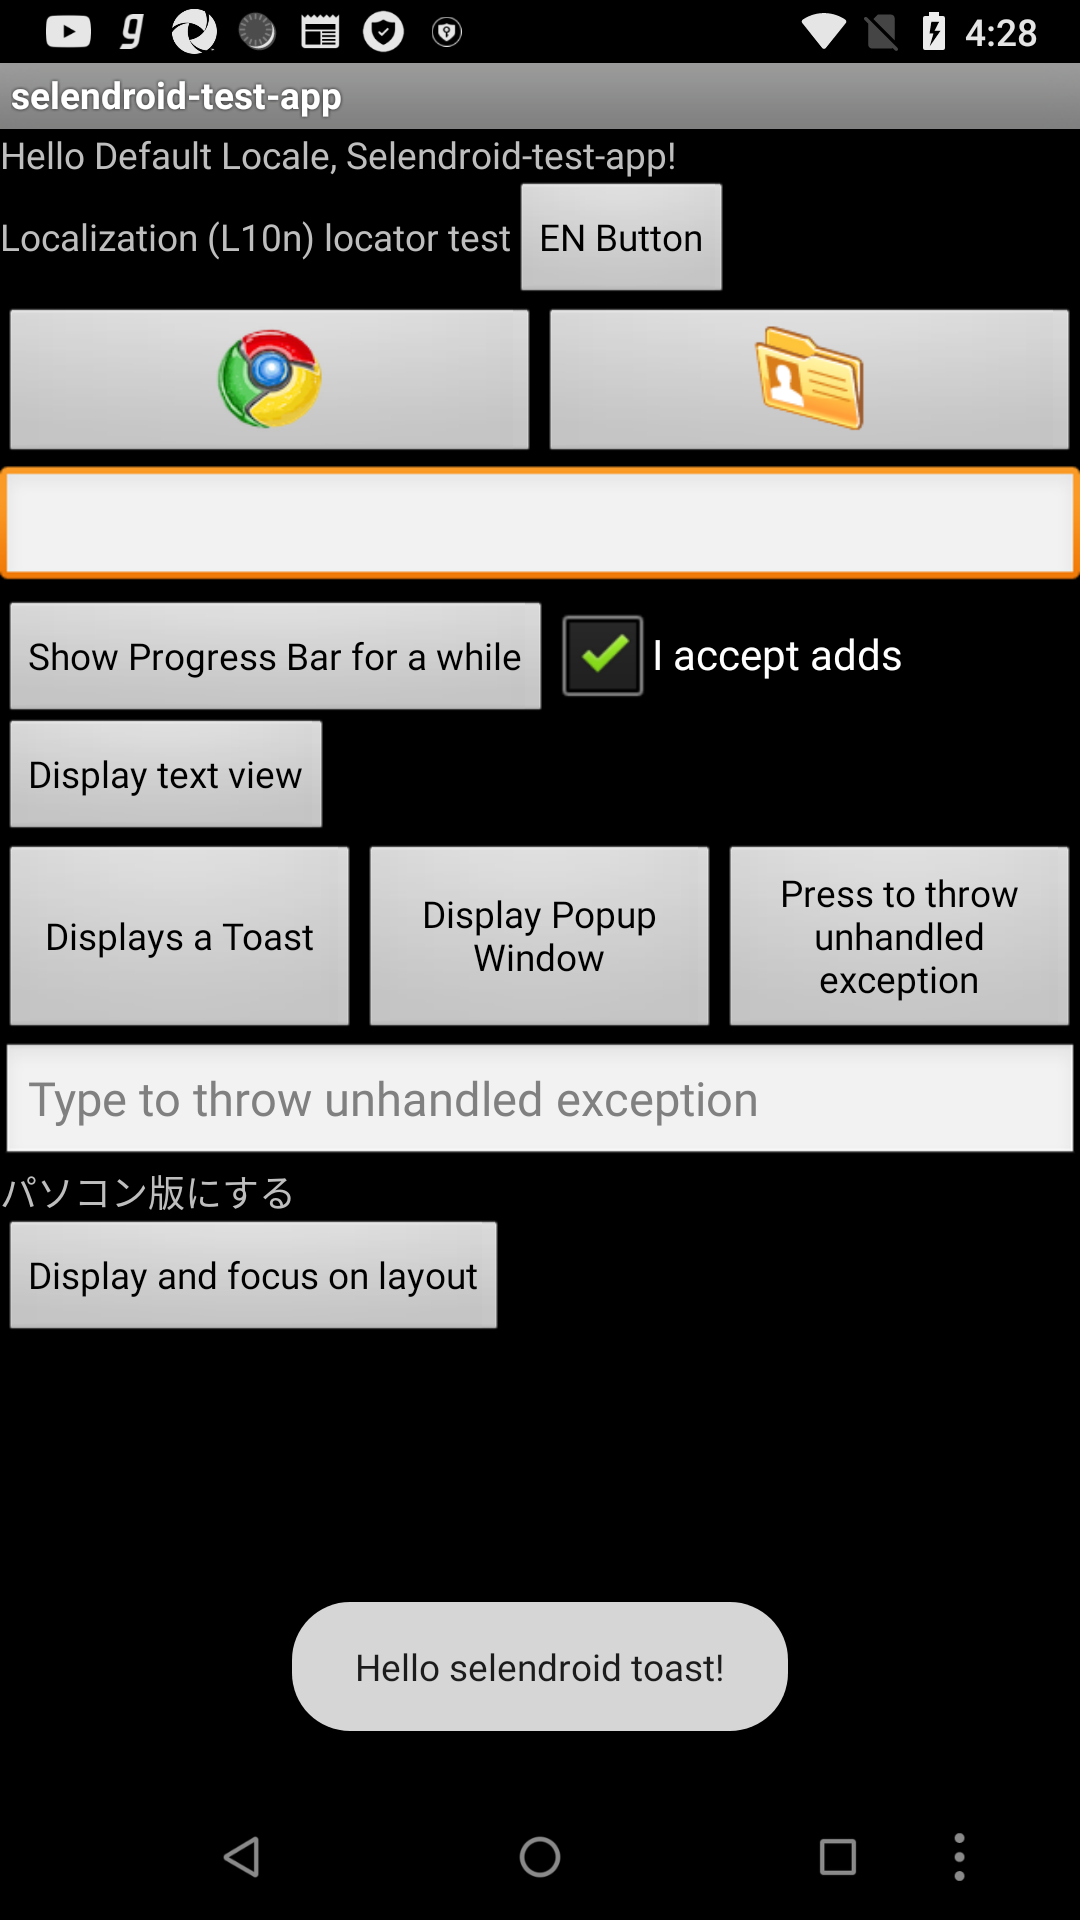 4:28
selendroid-test-app
Hello Default Locale, Selendroid-test-app!
Localization (L10n) locator test
EN Button
Show Progress Bar for a while
I accept adds
Display text view
Displays a Toast
Display Popup
Window
Press to throw
unhandled
exception
Type to throw unhandled exception
パソコン版にする
Display and focus on layout
Hello selendroid toast!